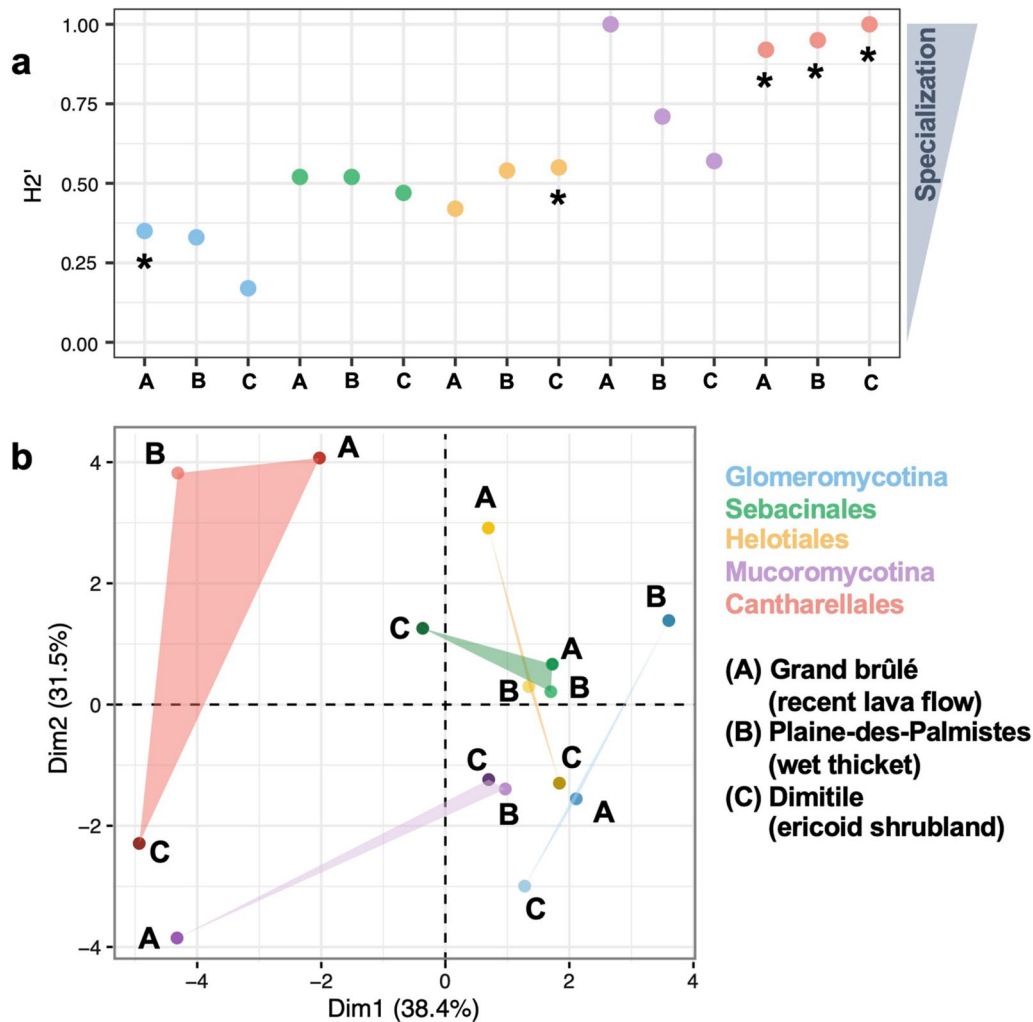 a
1.00
0.75
0.50
0.25
0.00
H2'
*
*
*
*
*
Specialization
A B C A B C A B C A B C A B C
b
4
2
0
−2
−4
Dim2 (31.5%)
B
A
A
B
C
A
B
B
C
C
B
A
C
C
A
−4 −2 0 2 4
Dim1 (38.4%)
Glomeromycotina
Sebacinales
Helotiales
Mucoromycotina
Cantharellales
(A) Grand brûlé
(recent lava flow)
(B) Plaine-des-Palmistes
(wet thicket)
(C) Dimitile
(ericoid shrubland)